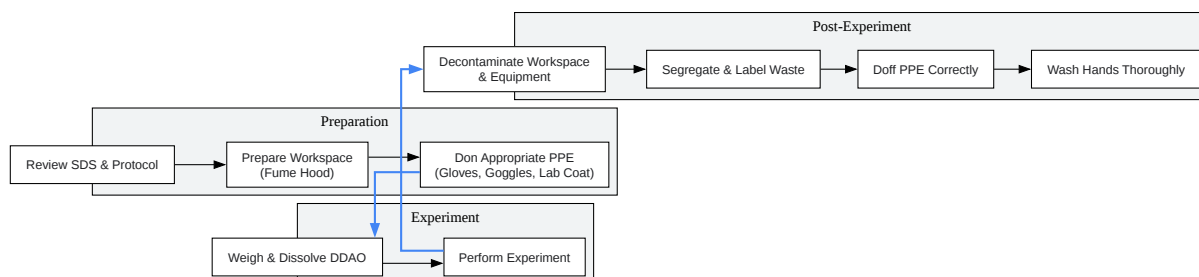 Post-Experiment
Decontaminate Workspace
& Equipment
Segregate & Label Waste
Doff PPE Correctly
Wash Hands Thoroughly
Preparation
Review SDS & Protocol
Prepare Workspace
(Fume Hood)
Don Appropriate PPE
(Gloves, Goggles, Lab Coat)
Experiment
Weigh & Dissolve DDAO
Perform Experiment